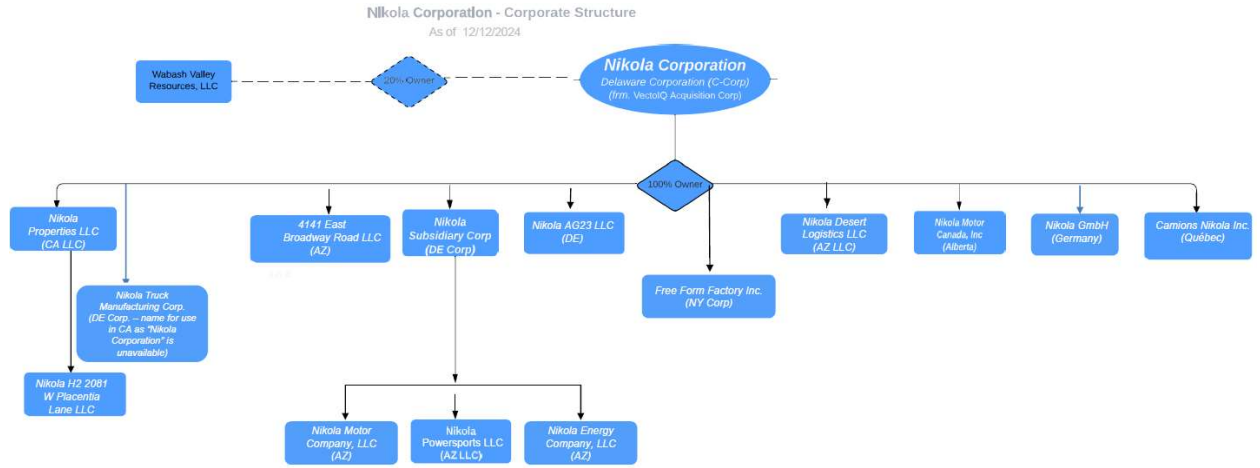 Nikola Corporation - Corporate Structure
As of 12/12/2024
Wabash Valley
Resources, LLC
20% Owner
Nikola Corporation
Delaware Corporation (C-Corp)
(frm. VectoIQ Acquisition Corp)
100% Owner
Nikola
Properties LLC
(CA LLC)
4141 East
Broadway Road LLC
(AZ)
Nikola
Subsidiary Corp
(DE Corp)
Nikola AG23 LLC
(DE)
Nikola Desert
Logistics LLC
(AZ LLC)
Nikola Motor
Canada, Inc
(Alberta)
Nikola GmbH
(Germany)
Camions Nikola Inc.
(Québec)
Nikola Truck
Manufacturing Corp.
(DE Corp. – name for use
in CA as "Nikola
Corporation" is
unavailable)
Free Form Factory Inc.
(NY Corp)
Nikola H2 2081
W Placentia
Lane LLC
Nikola Motor
Company, LLC
(AZ)
Nikola
Powersports LLC
(AZ LLC)
Nikola Energy
Company, LLC
(AZ)